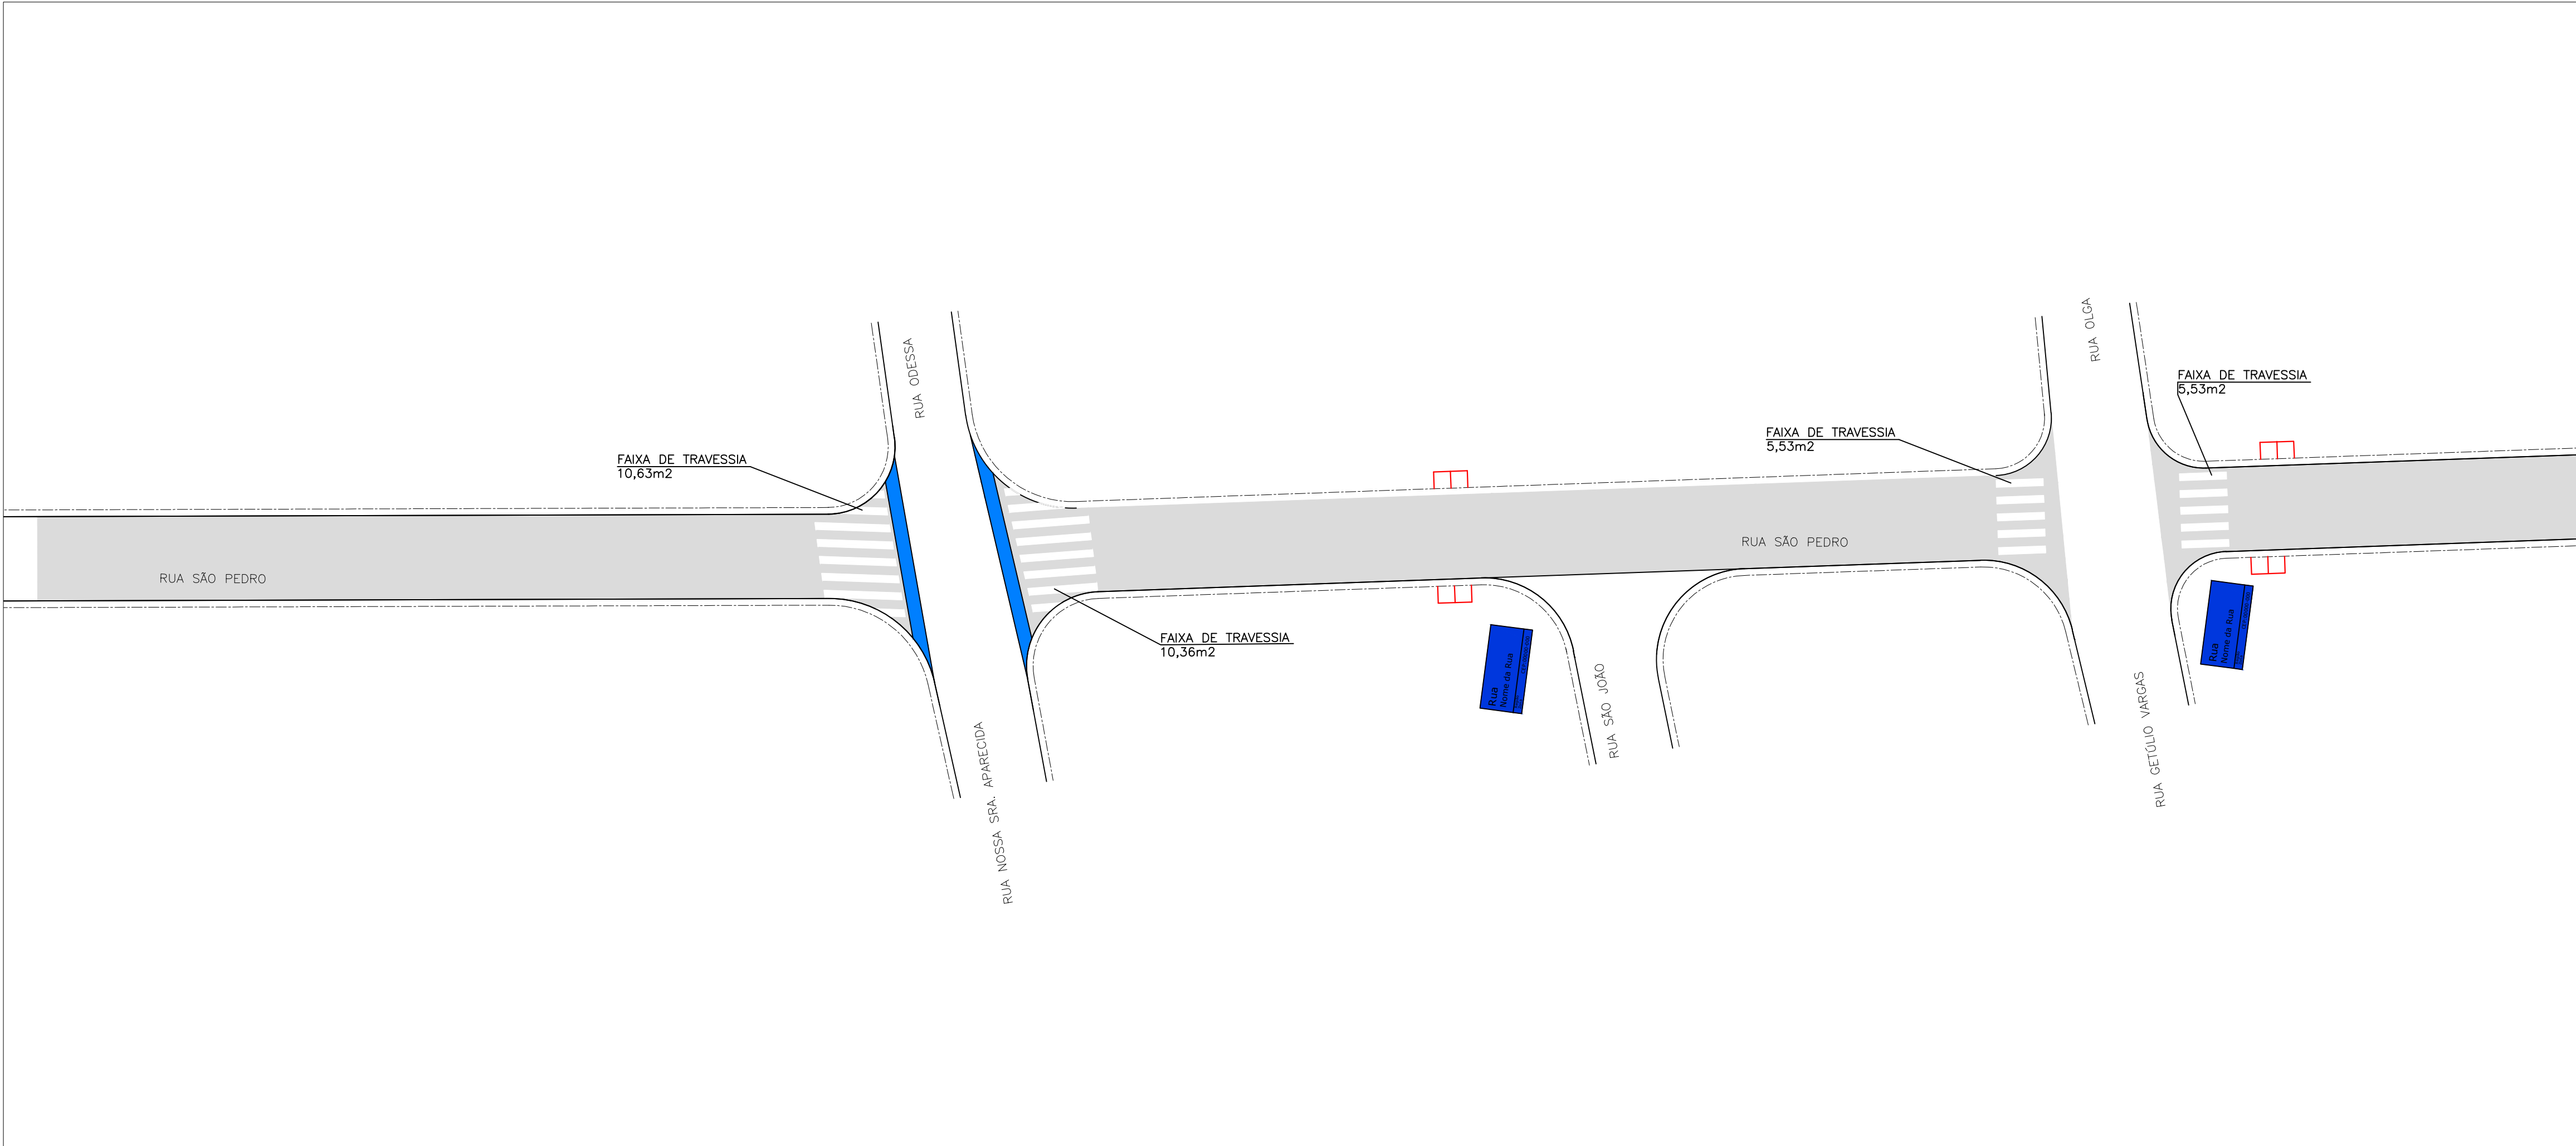 RUA OLGA
RUA ODESSA
FAIXA DE TRAVESSIA
5,53m2
FAIXA DE TRAVESSIA
5,53m2
FAIXA DE TRAVESSIA
10,63m2
RUA SÃO PEDRO
RUA SÃO PEDRO
FAIXA DE TRAVESSIA
10,36m2
Rua
Nome da Rua
Rua
Nome da Rua
RUA SÃO JOÃO
RUA GETÚLIO VARGAS
RUA NOSSA SRA. APARECIDA